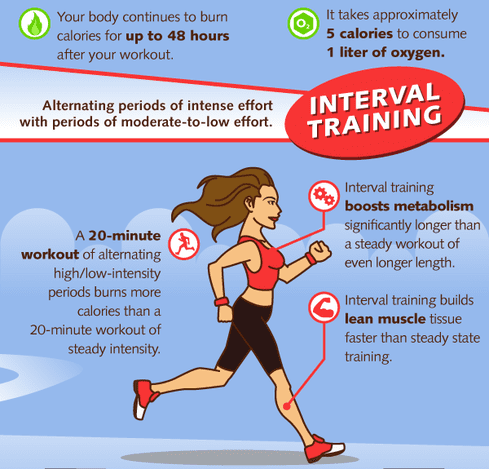 Your body continues to burn
calories for up to 48 hours
after your workout.
It takes approximately
5 calories to consume
1 liter of oxygen.
O2
Alternating periods of intense effort
with periods of moderate-to-low effort.
INTERVAL
TRAINING
A 20-minute
workout of alternating
high/low-intensity
periods burns more
calories than a
20-minute workout of
steady intensity.
Interval training
boosts metabolism
significantly longer than
a steady workout of
even longer length.
Interval training builds
lean muscle tissue
faster than steady state
training.